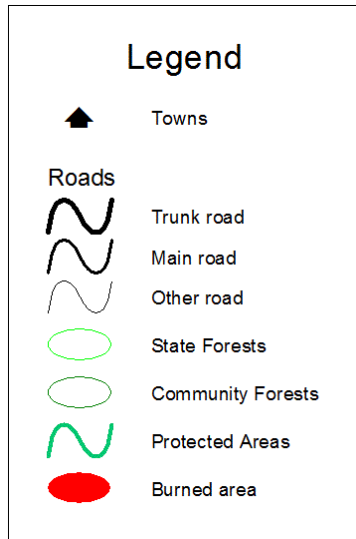 Legend
Towns
Roads
Trunk road
Main road
Other road
State Forests
Community Forests
Protected Areas
Burned area